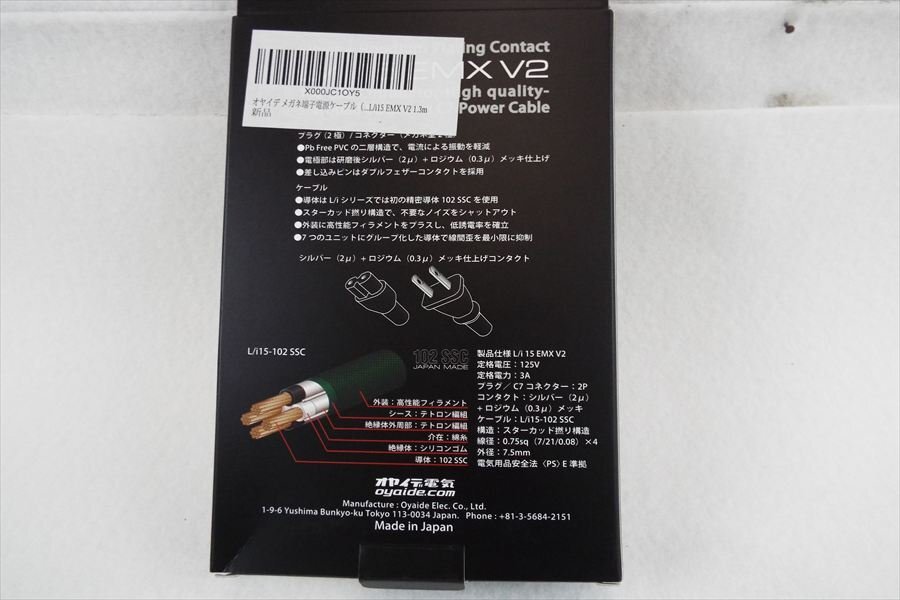 ing Contact
EMX V2
high quality-
Power Cable
X000JC1OY5
オヤイデ メガネ端子電源ケーブル (...L/i15 EMX V2 1.3m
新品
プラグ（2極）/コネクター
●Pb Free PVC の二層構造で、電流による振動を軽減
●電極部は研磨後シルバー（2μ）+ロジウム（0.3μ）メッキ仕上げ
●差し込みピンはダブルフェザーコンタクトを採用
ケーブル
●導体は L/i シリーズでは初の精密導体 102 SSC を使用
●スターカッド撚り構造で、不要なノイズをシャットアウト
●外装に高性能フィラメントをプラスし、低誘電率を確立
●7 つのユニットにグループ化した導体で線間歪を最小限に抑制
シルバー（2μ）+ロジウム（0.3μ）メッキ仕上げコンタクト
L/i15-102 SSC
102 SSC
JAPAN MADE
外装：高性能フィラメント
シース：テトロン編組
絶縁体外周部：テトロン編組
介在：綿糸
絶縁体：シリコンゴム
導体：102 SSC
製品仕様 L/i 15 EMX V2
定格電圧：125V
定格電力：3A
プラグ／ C7 コネクター：2P
コンタクト：シルバー（2μ）
+ロジウム（0.3μ）メッキ
ケーブル：L/i15-102 SSC
構造：スターカッド撚り構造
線径：0.75sq（7/21/0.08）×4
外径：7.5mm
電気用品安全法〈PS〉E 準拠
オヤイデ電気
oyaide.com
Manufacture : Oyaide Elec. Co., Ltd.
1-9-6 Yushima Bunkyo-ku Tokyo 113-0034 Japan. Phone : +81-3-5684-2151
Made in Japan